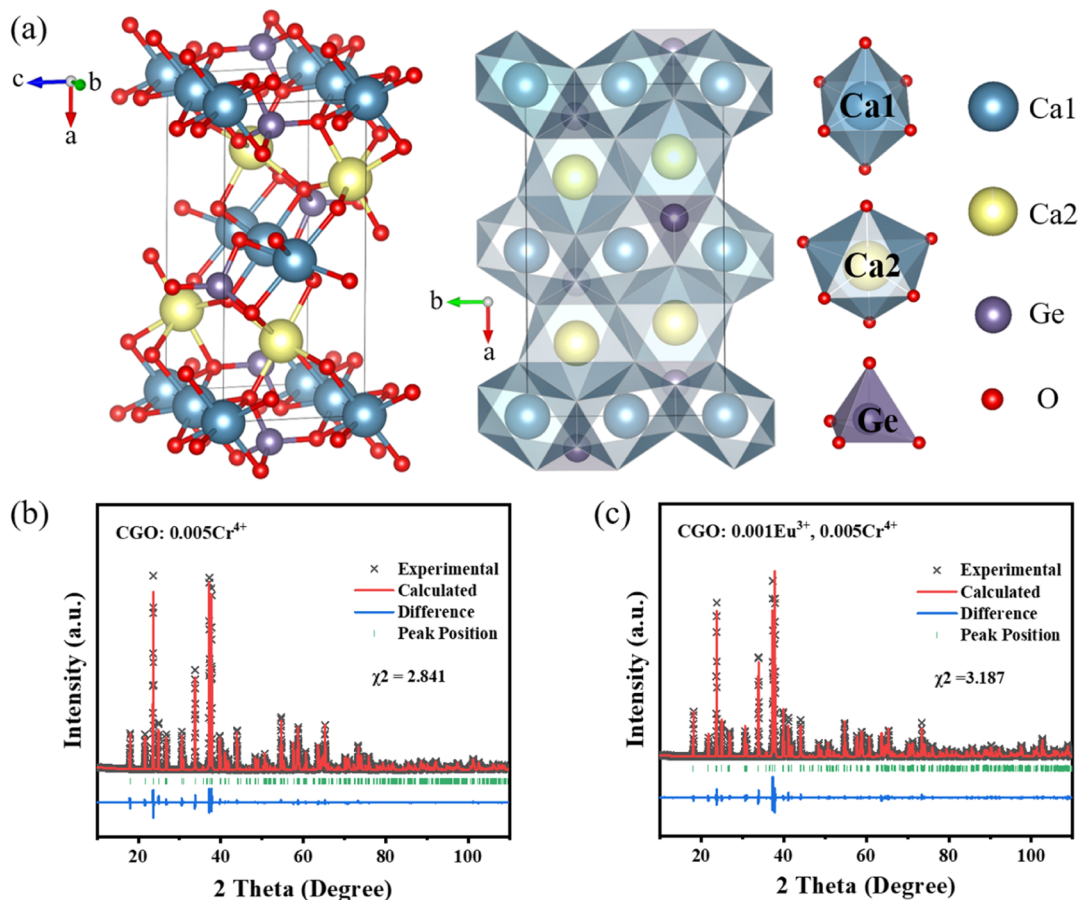 (a)
c
b
a
b
a
Ca1
Ca2
Ge
Ca1
Ca2
Ge
O
(b)
CGO: 0.005Cr⁴⁺
Experimental
Calculated
Difference
Peak Position
χ2 = 2.841
Intensity (a.u.)
20 40 60 80 100
2 Theta (Degree)
(c)
CGO: 0.001Eu³⁺, 0.005Cr⁴⁺
Experimental
Calculated
Difference
Peak Position
χ2 =3.187
Intensity (a.u.)
20 40 60 80 100
2 Theta (Degree)